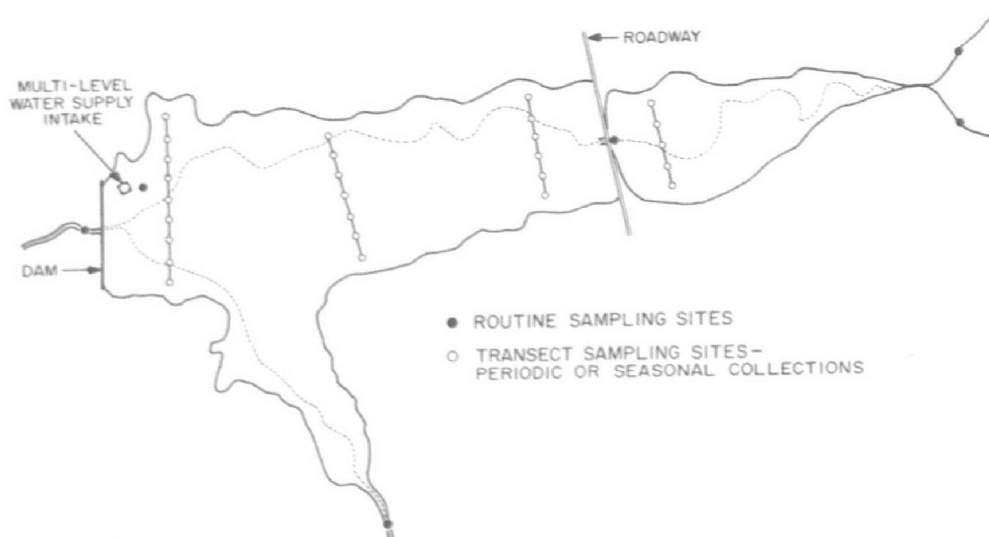 ROADWAY
MULTI-LEVEL
WATER SUPPLY
INTAKE
DAM
ROUTINE SAMPLING SITES
TRANSECT SAMPLING SITES-
PERIODIC OR SEASONAL COLLECTIONS